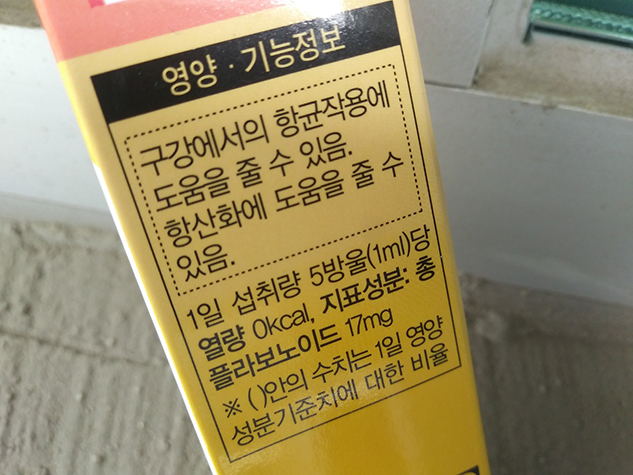 영양 · 기능정보
구강에서의 항균작용에
도움을 줄 수 있음.
항산화에 도움을 줄 수
있음.
1일 섭취량 5방울(1ml)당
열량 0kcal, 지표성분: 총
플라보노이드 17mg
※ ( )안의 수치는 1일 영양
성분기준치에 대한 비율